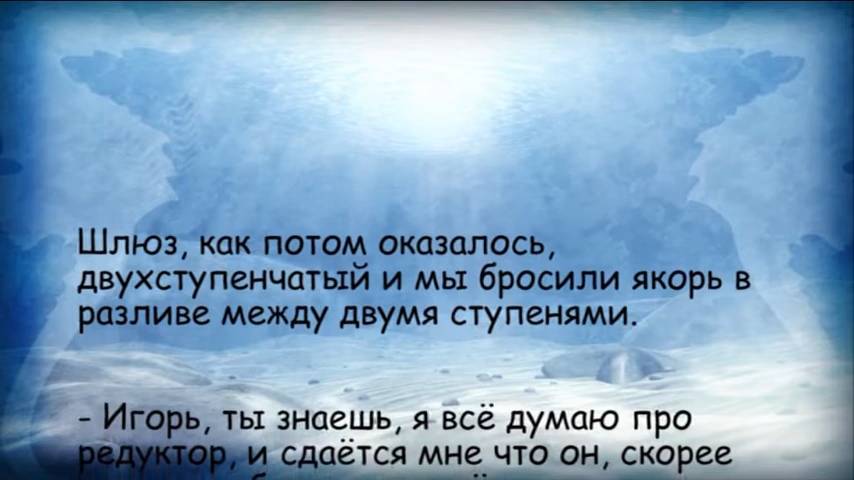 Шлюз, как потом оказалось,
двухступенчатый и мы бросили якорь в
разливе между двумя ступенями.
- Игорь, ты знаешь, я всё думаю про
редуктор, и сдаётся мне что он, скорее